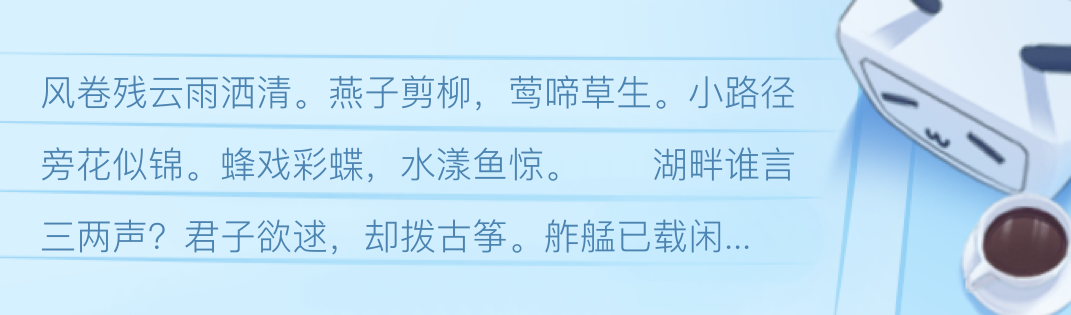 风卷残云雨洒清。燕子剪柳，莺啼草生。小路径
旁花似锦。蜂戏彩蝶，水漾鱼惊。　　湖畔谁言
三两声？君子欲逑，却拨古筝。舴艋已载闲...